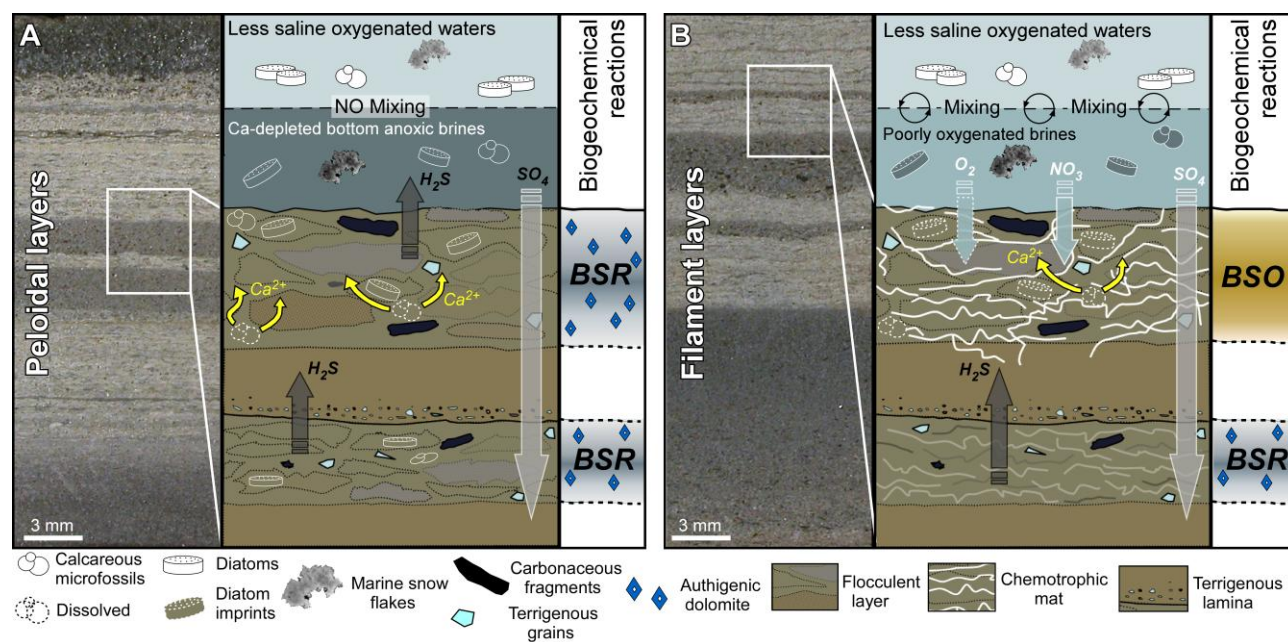 A
Peloidal layers
3 mm
Less saline oxygenated waters
NO Mixing
Ca-depleted bottom anoxic brines
H2S
SO4
Ca2+
Ca2+
H2S
Biogeochemical
reactions
BSR
BSR
B
Filament layers
3 mm
Less saline oxygenated waters
Mixing
Mixing
Poorly oxygenated brines
O2
NO3
SO4
Ca2+
H2S
Biogeochemical
reactions
BSO
BSR
Calcareous
microfossils
Dissolved
Diatoms
Diatom
imprints
Marine snow
flakes
Carbonaceous
fragments
Terrigenous
grains
Authigenic
dolomite
Flocculent
layer
Chemotrophic
mat
Terrigenous
lamina